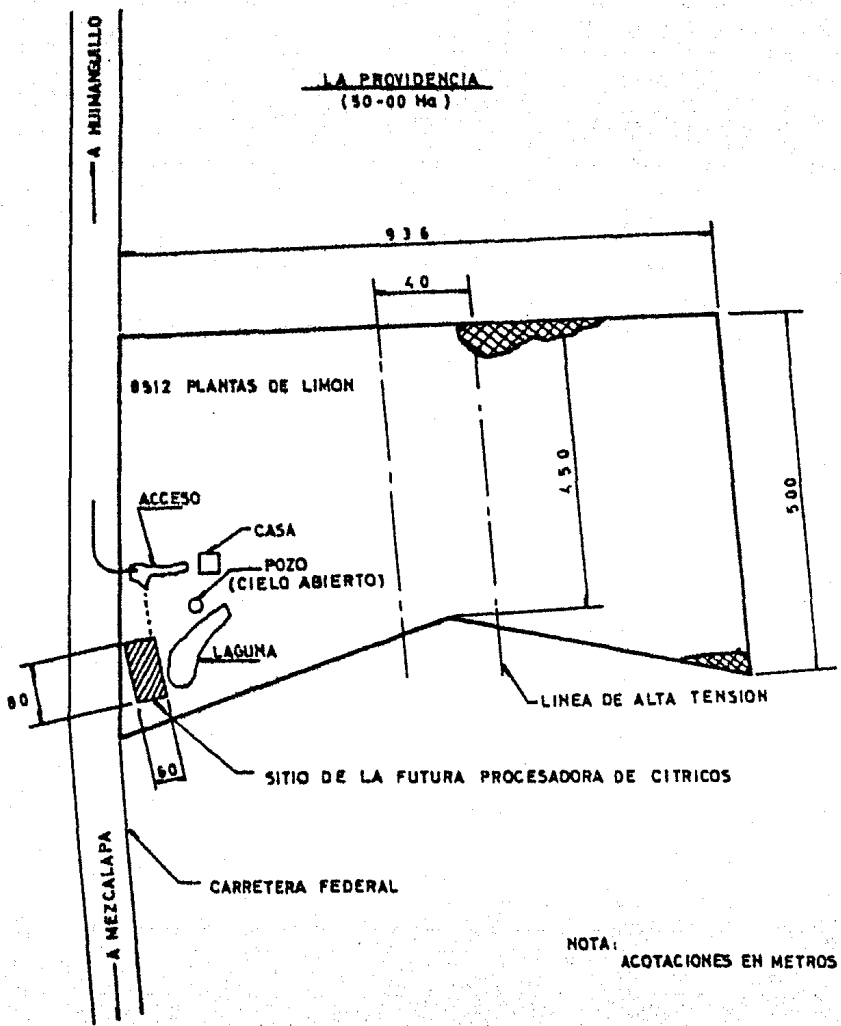 A HUIMANGUILLO
LA PROVIDENCIA
(50-00 Ha)
936
40
8512 PLANTAS DE LIMON
450
500
ACCESO
CASA
POZO
(CIELO ABIERTO)
LAGUNA
80
LINEA DE ALTA TENSION
60
SITIO DE LA FUTURA PROCESADORA DE CITRICOS
A MEZCALAPA
CARRETERA FEDERAL
NOTA:
ACOTACIONES EN METROS